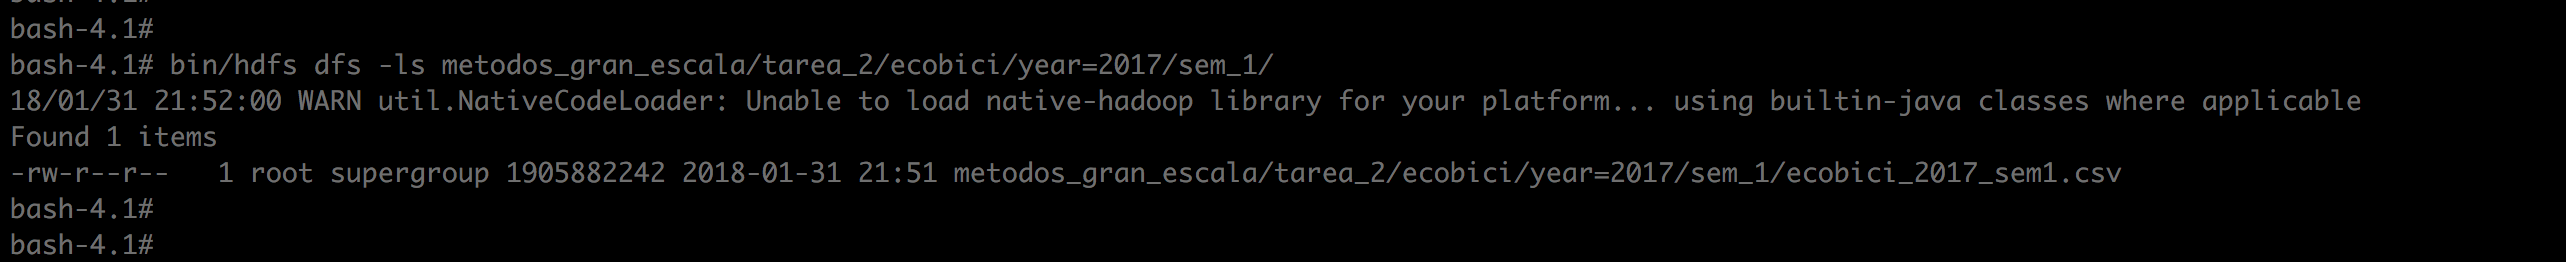 bash-4.1#
bash-4.1#
bash-4.1# bin/hdfs dfs -ls metodos_gran_escala/tarea_2/ecobici/year=2017/sem_1/
18/01/31 21:52:00 WARN util.NativeCodeLoader: Unable to load native-hadoop library for your platform... using builtin-java classes where applicable
Found 1 items
-rw-r--r--   1 root supergroup 1905882242 2018-01-31 21:51 metodos_gran_escala/tarea_2/ecobici/year=2017/sem_1/ecobici_2017_sem1.csv
bash-4.1#
bash-4.1#